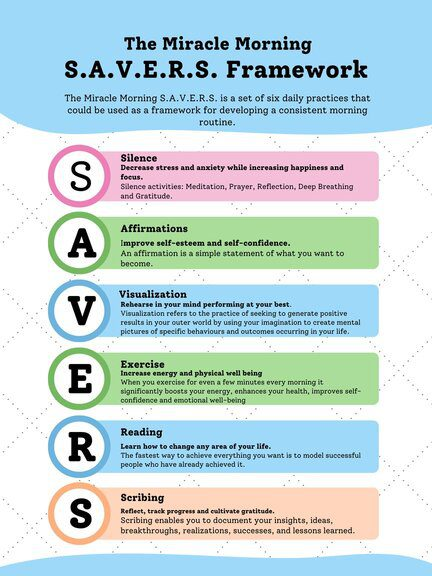 The Miracle Morning
S.A.V.E.R.S. Framework
The Miracle Morning S.A.V.E.R.S. is a set of six daily practices that
could be used as a framework for developing a consistent morning
routine.
S
Silence
Decrease stress and anxiety while increasing happiness and
focus.
Silence activities: Meditation, Prayer, Reflection, Deep Breathing
and Gratitude.
A
Affirmations
Improve self-esteem and self-confidence.
An affirmation is a simple statement of what you want to
become.
V
Visualization
Rehearse in your mind performing at your best.
Visualization refers to the practice of seeking to generate positive
results in your outer world by using your imagination to create mental
pictures of specific behaviours and outcomes occurring in your life.
E
Exercise
Increase energy and physical well being
When you exercise for even a few minutes every morning it
significantly boosts your energy, enhances your health, improves self-
confidence and emotional well-being
R
Reading
Learn how to change any area of your life.
The fastest way to achieve everything you want is to model successful
people who have already achieved it.
S
Scribing
Reflect, track progress and cultivate gratitude.
Scribing enables you to document your insights, ideas,
breakthroughs, realizations, successes, and lessons learned.